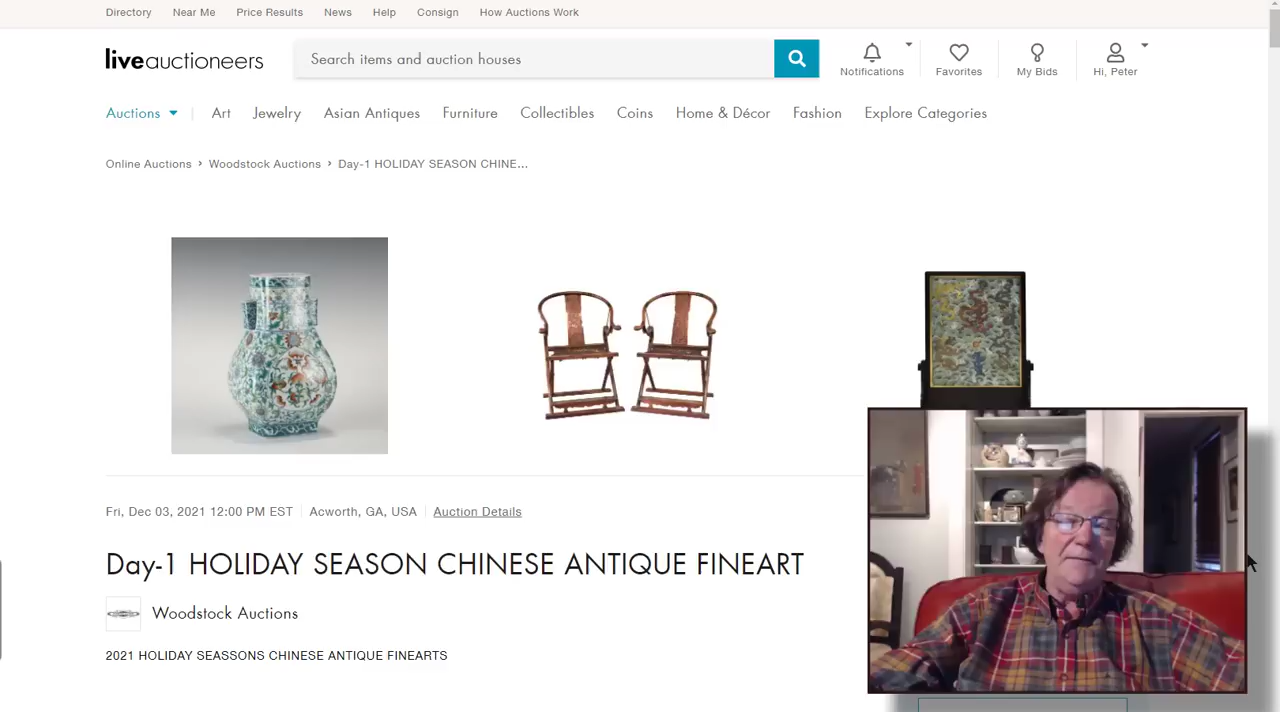 Directory Near Me Price Results News Help Consign How Auctions Work
liveauctioneers Search items and auction houses Notifications Favorites My Bids Hi, Peter
Auctions Art Jewelry Asian Antiques Furniture Collectibles Coins Home & Décor Fashion Explore Categories
Online Auctions › Woodstock Auctions › Day-1 HOLIDAY SEASON CHINE...
Fri, Dec 03, 2021 12:00 PM EST Acworth, GA, USA Auction Details
Day-1 HOLIDAY SEASON CHINESE ANTIQUE FINEART
Woodstock Auctions
2021 HOLIDAY SEASSONS CHINESE ANTIQUE FINEARTS